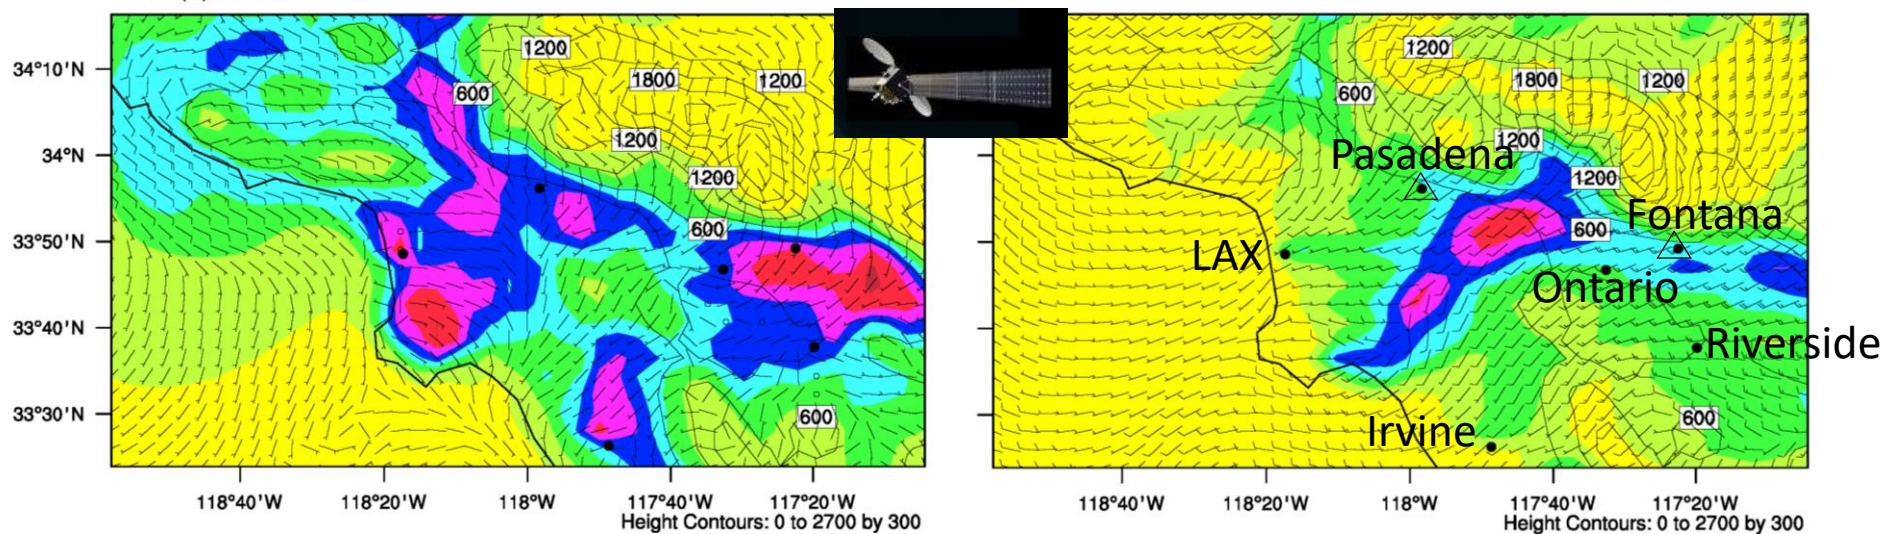 1200
1800
1200
600
1200
1200
600
600
34°10'N
34°N
33°50'N
33°40'N
33°30'N
118°40'W
118°20'W
118°W
117°40'W
117°20'W
Height Contours: 0 to 2700 by 300
1200
1800
1200
600
1200
Pasadena
1200
Fontana
600
LAX
Ontario
Riverside
600
Irvine
118°40'W
118°20'W
118°W
117°40'W
117°20'W
Height Contours: 0 to 2700 by 300